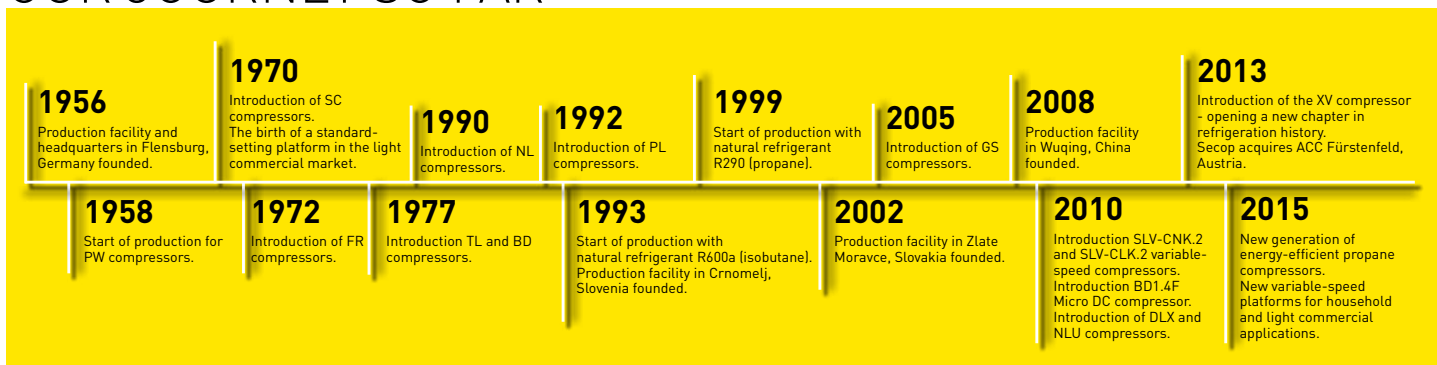 OUR JOURNEY SO FAR
1956
Production facility and
headquarters in Flensburg,
Germany founded.
1958
Start of production for
PW compressors.
1970
Introduction of SC
compressors.
The birth of a standard-
setting platform in the light
commercial market.
1972
Introduction of FR
compressors.
1977
Introduction TL and BD
compressors.
1990
Introduction of NL
compressors.
1992
Introduction of PL
compressors.
1993
Start of production with
natural refrigerant R600a (isobutane).
Production facility in Crnomelj,
Slovenia founded.
1999
Start of production with
natural refrigerant
R290 (propane).
2002
Production facility in Zlate
Moravce, Slovakia founded.
2005
Introduction of GS
compressors.
2008
Production facility
in Wuqing, China
founded.
2010
Introduction SLV-CNK.2
and SLV-CLK.2 variable-
speed compressors.
Introduction BD1.4F
Micro DC compressor.
Introduction of DLX and
NLU compressors.
2013
Introduction of the XV compressor
- opening a new chapter in
refrigeration history.
Secop acquires ACC Fürstenfeld,
Austria.
2015
New generation of
energy-efficient propane
compressors.
New variable-speed
platforms for household
and light commercial
applications.